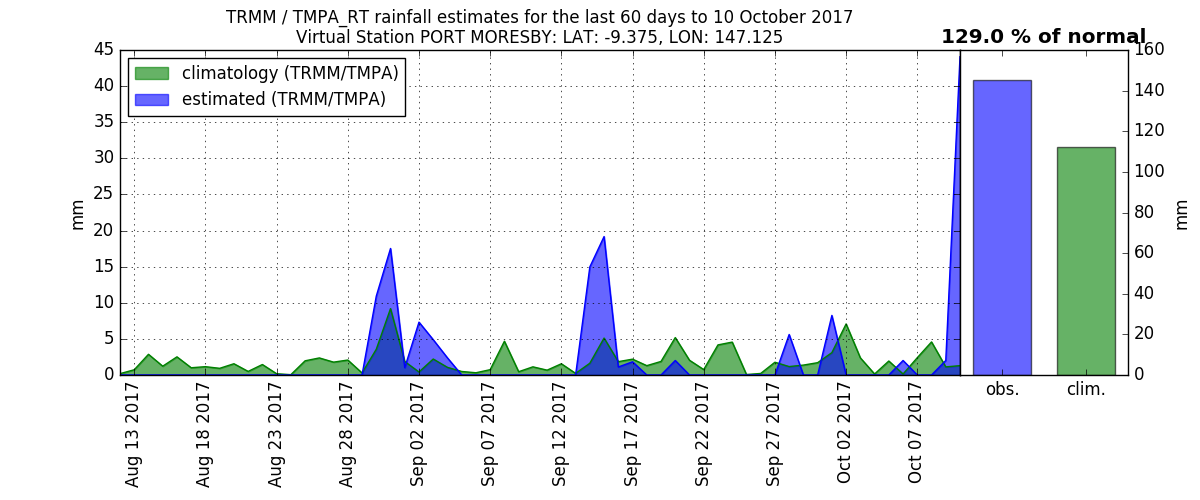 TRMM / TMPA_RT rainfall estimates for the last 60 days to 10 October 2017
Virtual Station PORT MORESBY: LAT: -9.375, LON: 147.125
129.0 % of normal
climatology (TRMM/TMPA)
estimated (TRMM/TMPA)
45
40
35
30
25
20
15
10
5
0
mm
Aug 13 2017
Aug 18 2017
Aug 23 2017
Aug 28 2017
Sep 02 2017
Sep 07 2017
Sep 12 2017
Sep 17 2017
Sep 22 2017
Sep 27 2017
Oct 02 2017
Oct 07 2017
obs.
clim.
160
140
120
100
80
60
40
20
0
mm